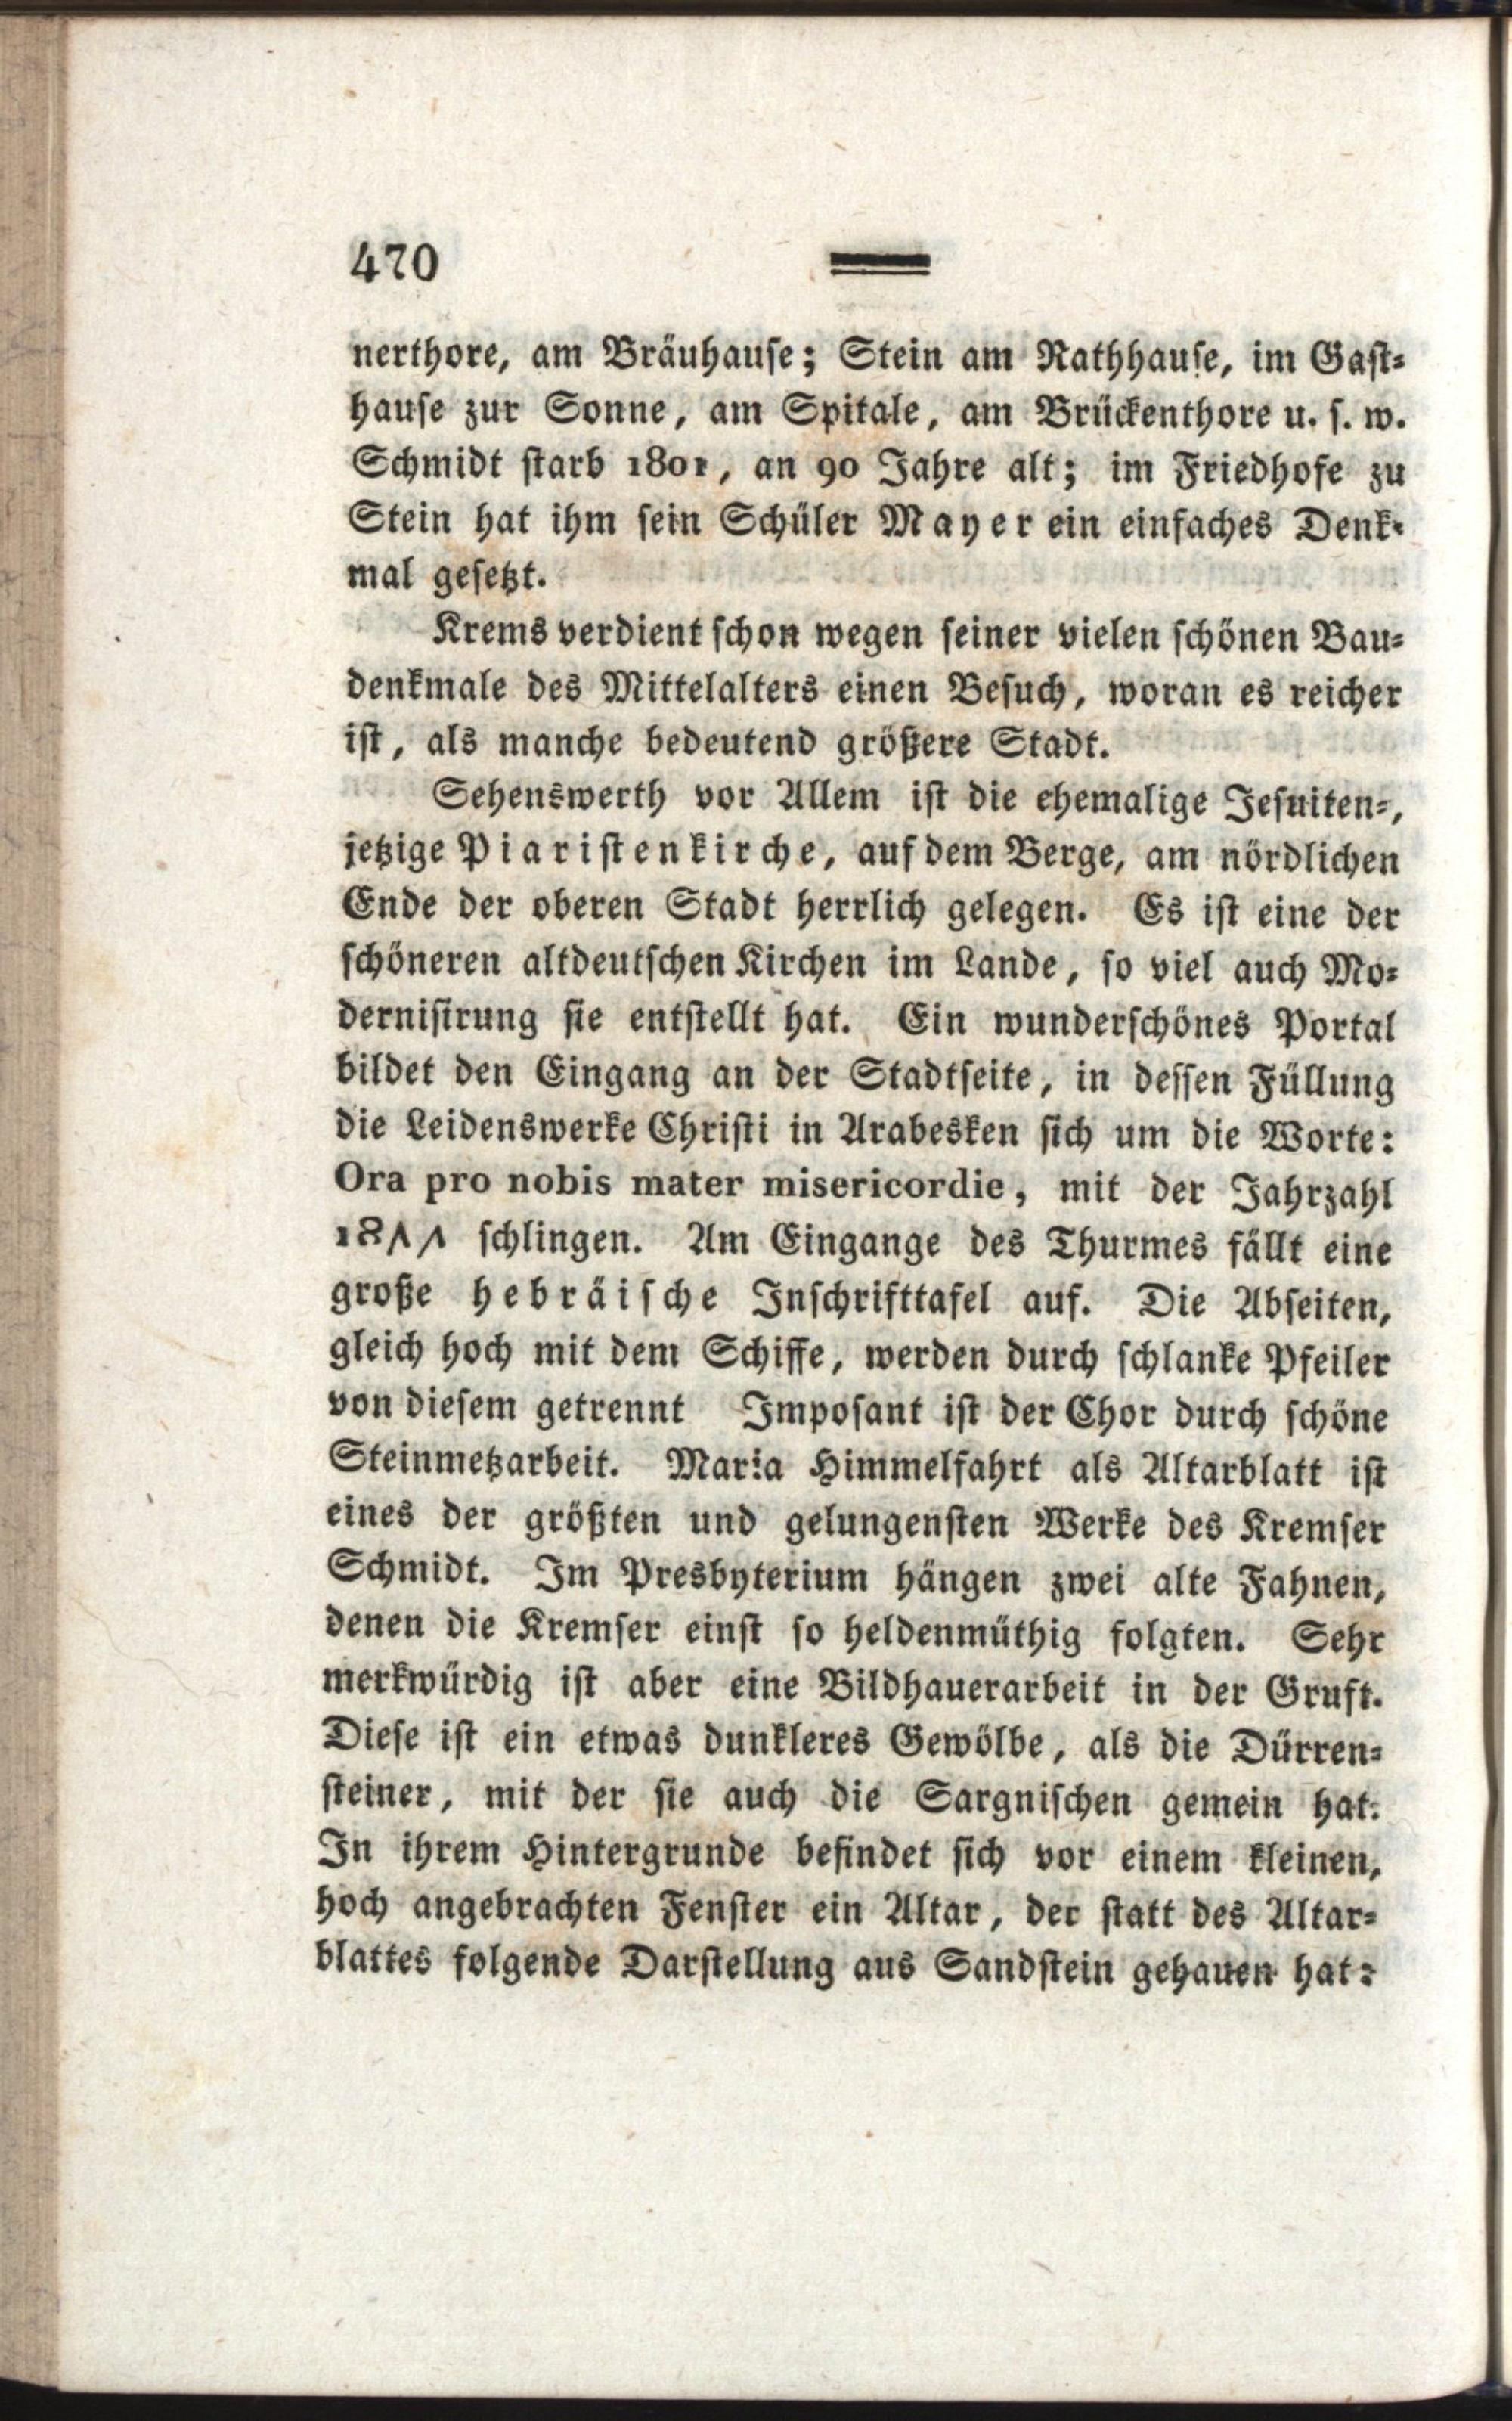 470
nerthore, am Bräuhause; Stein am Rathhause, im Gast-
hause zur Sonne, am Spitale, am Brückenthore u. s. w.
Schmidt starb 1801, an 90 Jahre alt; im Friedhofe zu
Stein hat ihm sein Schüler Mayer ein einfaches Denk-
mal gesetzt.
Krems verdient schon wegen seiner vielen schönen Bau-
denkmale des Mittelalters einen Besuch, woran es reicher
ist, als manche bedeutend größere Stadt.
Sehenswerth vor Allem ist die ehemalige Jesuiten-,
jetzige Piaristenkirche, auf dem Berge, am nördlichen
Ende der oberen Stadt herrlich gelegen. Es ist eine der
schöneren altdeutschen Kirchen im Lande, so viel auch Mo-
dernisirung sie entstellt hat. Ein wunderschönes Portal
bildet den Eingang an der Stadtseite, in dessen Füllung
die Leidenswerke Christi in Arabesken sich um die Worte:
Ora pro nobis mater misericordie, mit der Jahrzahl
18ΛΛ schlingen. Am Eingange des Thurmes fällt eine
große hebräische Inschrifttafel auf. Die Abseiten,
gleich hoch mit dem Schiffe, werden durch schlanke Pfeiler
von diesem getrennt Imposant ist der Chor durch schöne
Steinmetzarbeit. Maria Himmelfahrt als Altarblatt ist
eines der größten und gelungensten Werke des Kremser
Schmidt. Im Presbyterium hängen zwei alte Fahnen,
denen die Kremser einst so heldenmüthig folgten. Sehr
merkwürdig ist aber eine Bildhauerarbeit in der Gruft.
Diese ist ein etwas dunkleres Gewölbe, als die Dürren-
steiner, mit der sie auch die Sargnischen gemein hat.
In ihrem Hintergrunde befindet sich vor einem kleinen,
hoch angebrachten Fenster ein Altar, der statt des Altar-
blattes folgende Darstellung aus Sandstein gehauen hat: